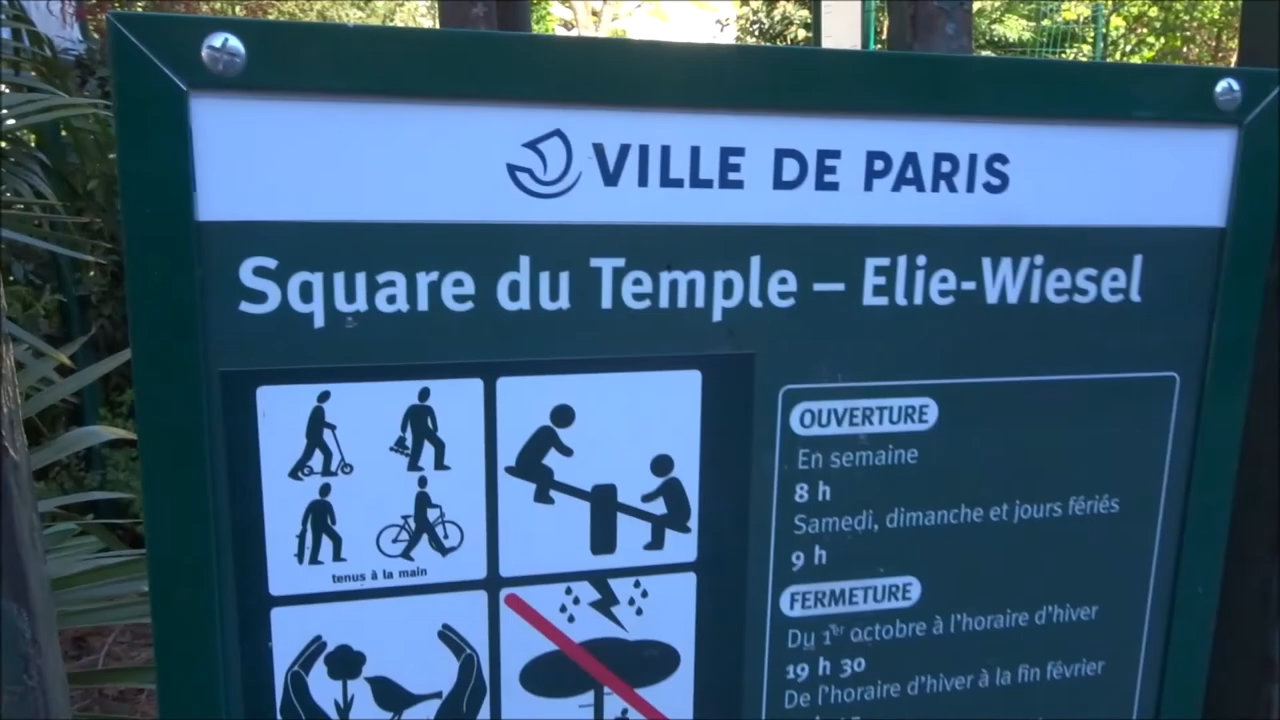 VILLE DE PARIS
Square du Temple – Elie-Wiesel
tenus à la main
OUVERTURE
En semaine
8 h
Samedi, dimanche et jours fériés
9 h
FERMETURE
Du 1er octobre à l'horaire d'hiver
19 h 30
De l'horaire d'hiver à la fin février